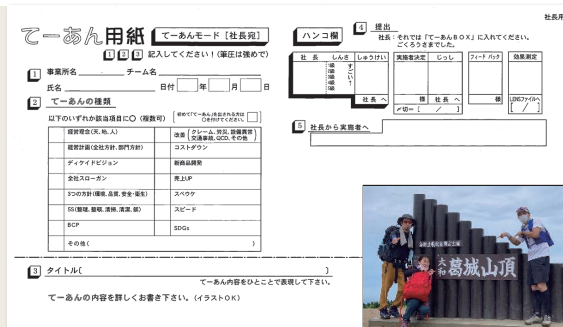 社長用
てーあん用紙 てーあんモード［社長宛］
1 2 3 記入してください！（筆圧は強めで）
1 事業所名 チーム名
氏名 日付 年 月 日
2 てーあんの種類
以下のいずれか該当項目に○（複数可）
初めて「てーあん」を出される方は○を付けてください。
経営理念(天、地、人)
改善（クレーム、労災、設備異常 交通事故、QCD、その他）
経営計画(全社方針、部門方針) コストダウン
ディケイドビジョン 新商品開発
全社スローガン 売上UP
3つの方針(環境、品質、安全・衛生) スペウケ
5S(整理、整頓、清掃、清潔、躾) スピード
BCP SDGs
その他（ ）
3 タイトル（ ）
てーあん内容をひとことで表現して下さい。
てーあんの内容を詳しくお書き下さい。（イラストOK）
ハンコ欄
4 提出
社長：それでは「てーあんBOX」に入れてください。
ごくろうさまでした。
社長 しんさ しゅうけい 実施者決定 じっし フィードバック 効果測定
すごい！
社長へ 様 社長へ 様 LENSファイルへ
〆切ー［ / ］ ［ / ］
5 社長から実施者へ
大和葛城山頂